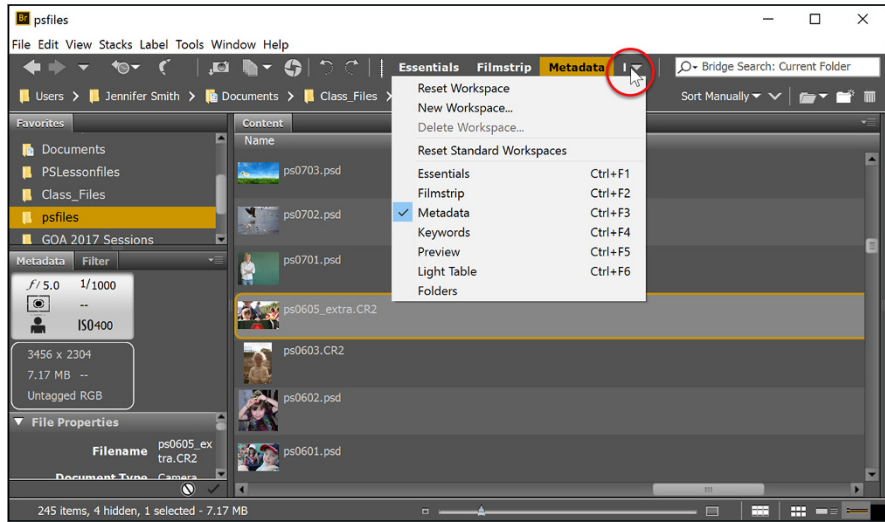 Br psfiles
File Edit View Stacks Label Tools Window Help
Essentials Filmstrip Metadata
Bridge Search: Current Folder
Users > Jennifer Smith > Documents > Class_Files >
Sort Manually
Favorites
Documents
PSLessonfiles
Class_Files
psfiles
GOA 2017 Sessions
Metadata Filter
f/ 5.0 1/1000
--
ISO400
3456 x 2304
7.17 MB --
Untagged RGB
File Properties
Filename ps0605_ex
tra.CR2
Document Type Camera
Content
Name
ps0703.psd
ps0702.psd
ps0701.psd
ps0605_extra.CR2
ps0603.CR2
ps0602.psd
ps0601.psd
Reset Workspace
New Workspace...
Delete Workspace...
Reset Standard Workspaces
Essentials Ctrl+F1
Filmstrip Ctrl+F2
Metadata Ctrl+F3
Keywords Ctrl+F4
Preview Ctrl+F5
Light Table Ctrl+F6
Folders
245 items, 4 hidden, 1 selected - 7.17 MB